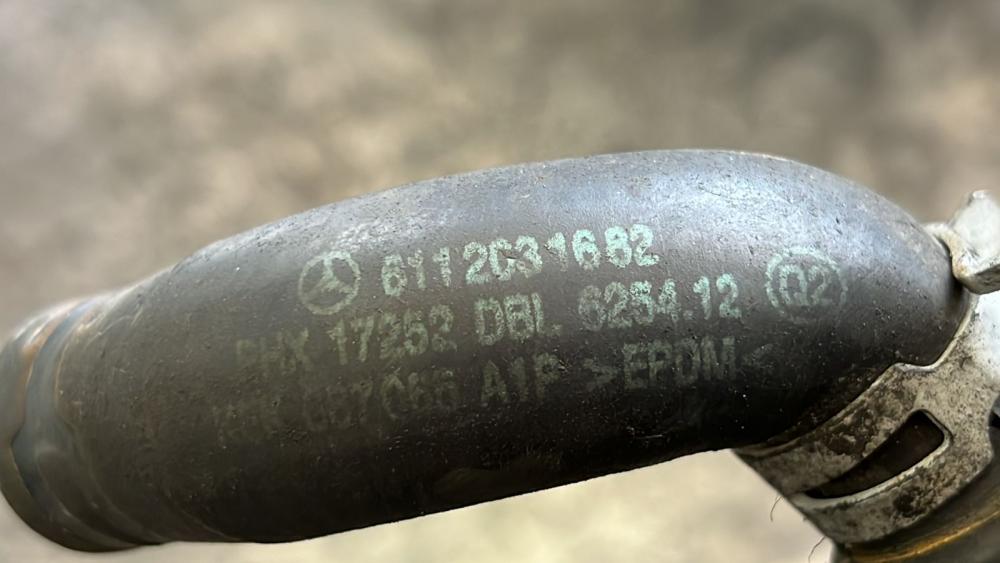 6112031682
PHX 17252 DBL 6254.12 Q2
A1P >EPDM<